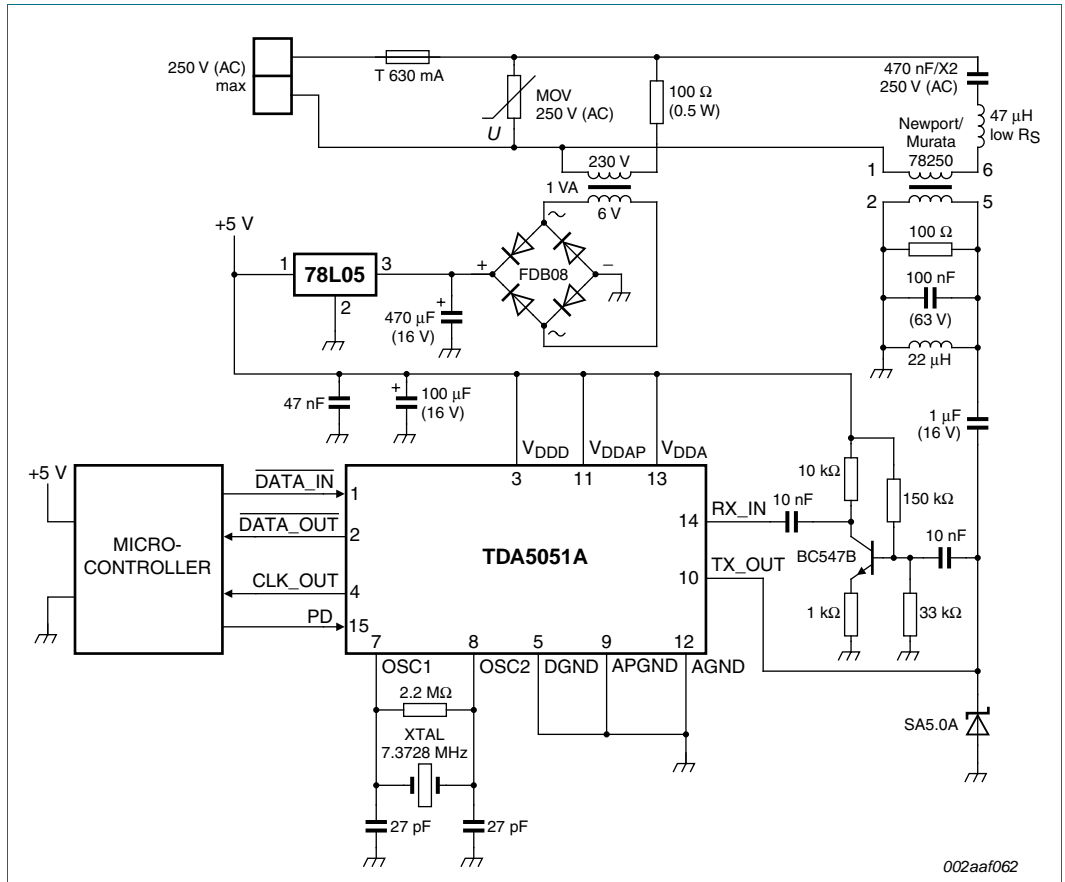 250 V (AC)
max
T 630 mA
MOV
250 V (AC)
U
100 Ω
(0.5 W)
470 nF/X2
250 V (AC)
47 μH
low RS
Newport/
Murata
78250
1
6
2
5
230 V
1 VA
6 V
+5 V
1
78L05
3
2
+
FDB08
−
~
~
470 μF
(16 V)
+
100 Ω
100 nF
(63 V)
22 μH
47 nF
+
100 μF
(16 V)
1 μF
(16 V)
VDDD
VDDAP
VDDA
3
11
13
+5 V
MICRO-
CONTROLLER
DATA_IN
1
DATA_OUT
2
CLK_OUT
4
PD
15
TDA5051A
14
RX_IN
10
TX_OUT
10 nF
10 kΩ
150 kΩ
10 nF
BC547B
1 kΩ
33 kΩ
7
8
5
9
12
OSC1
OSC2
DGND
APGND
AGND
2.2 MΩ
XTAL
7.3728 MHz
27 pF
27 pF
SA5.0A
002aaf062